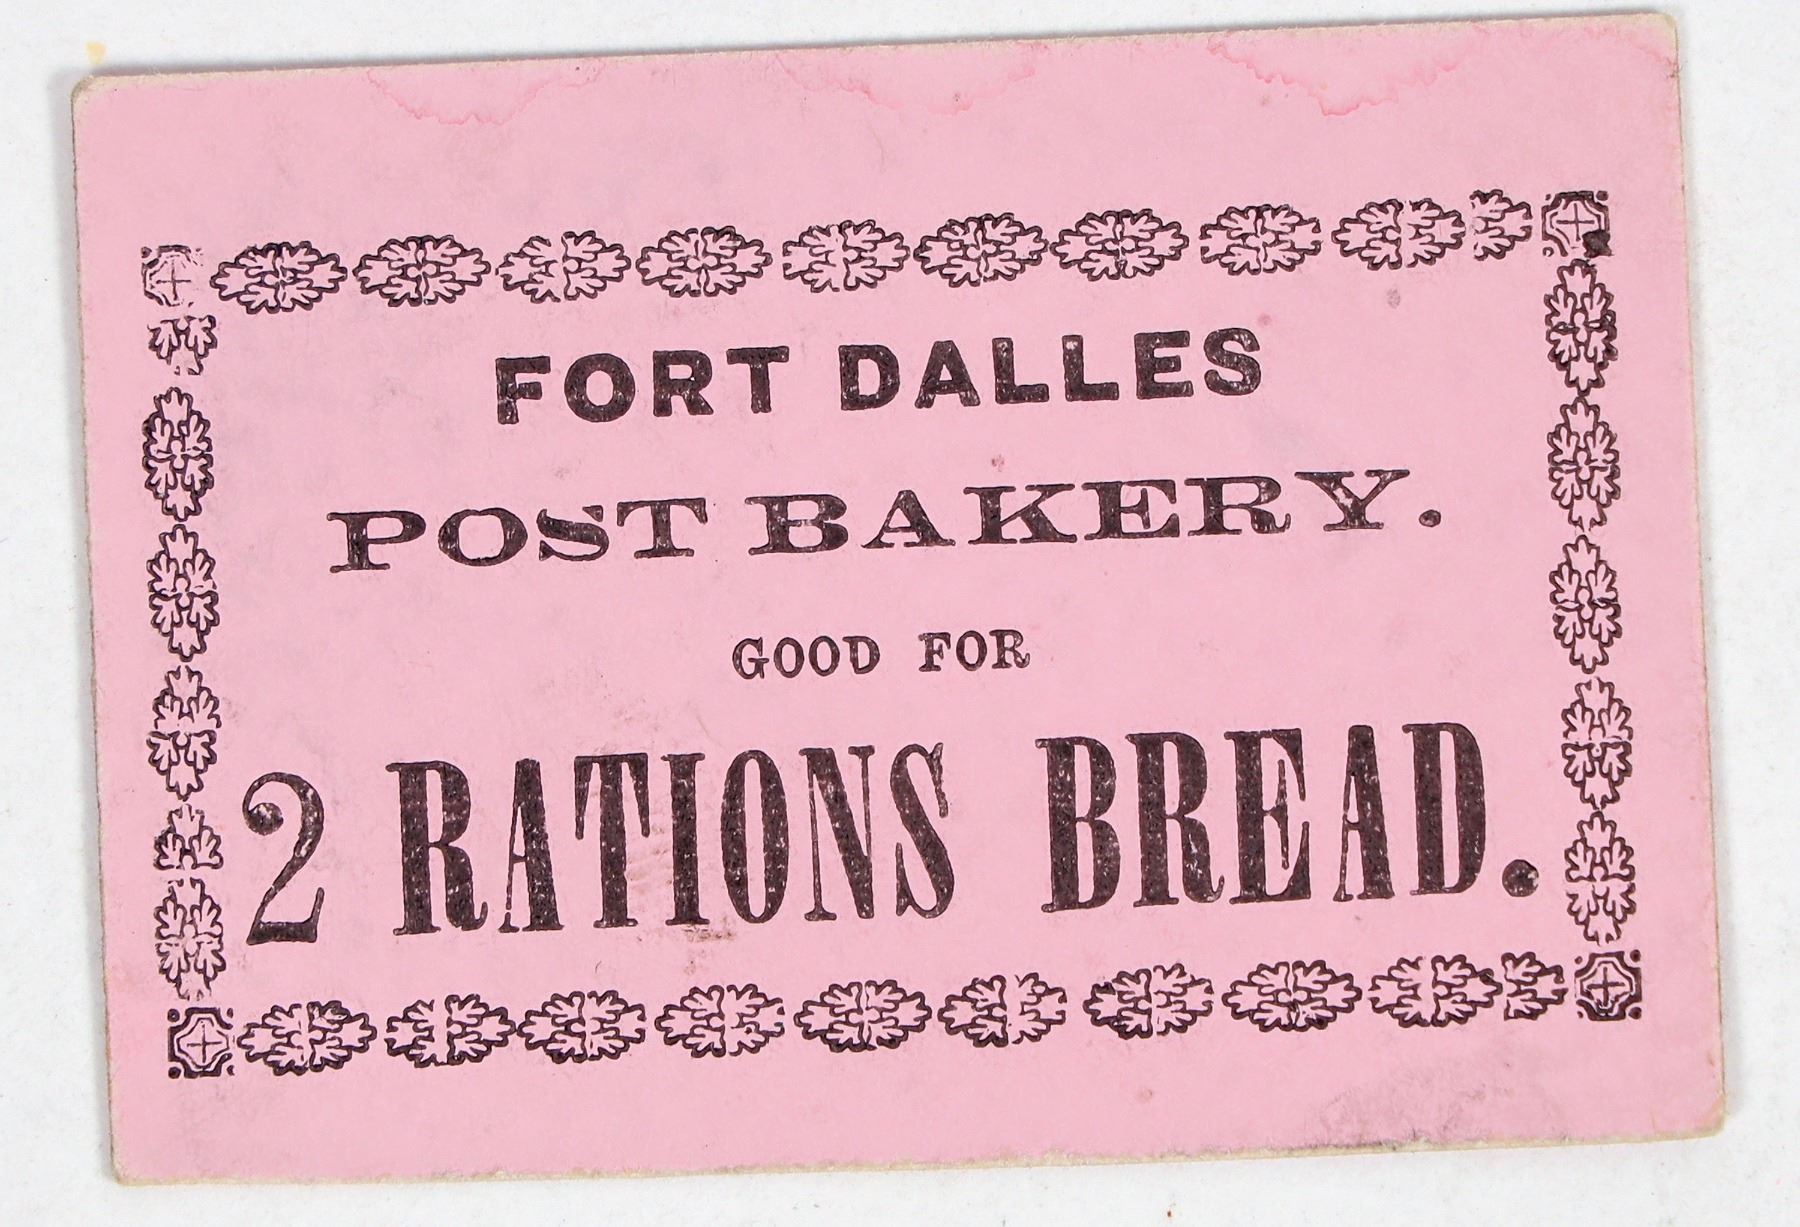 FORT DALLES
POST BAKERY.
GOOD FOR
2 RATIONS BREAD.